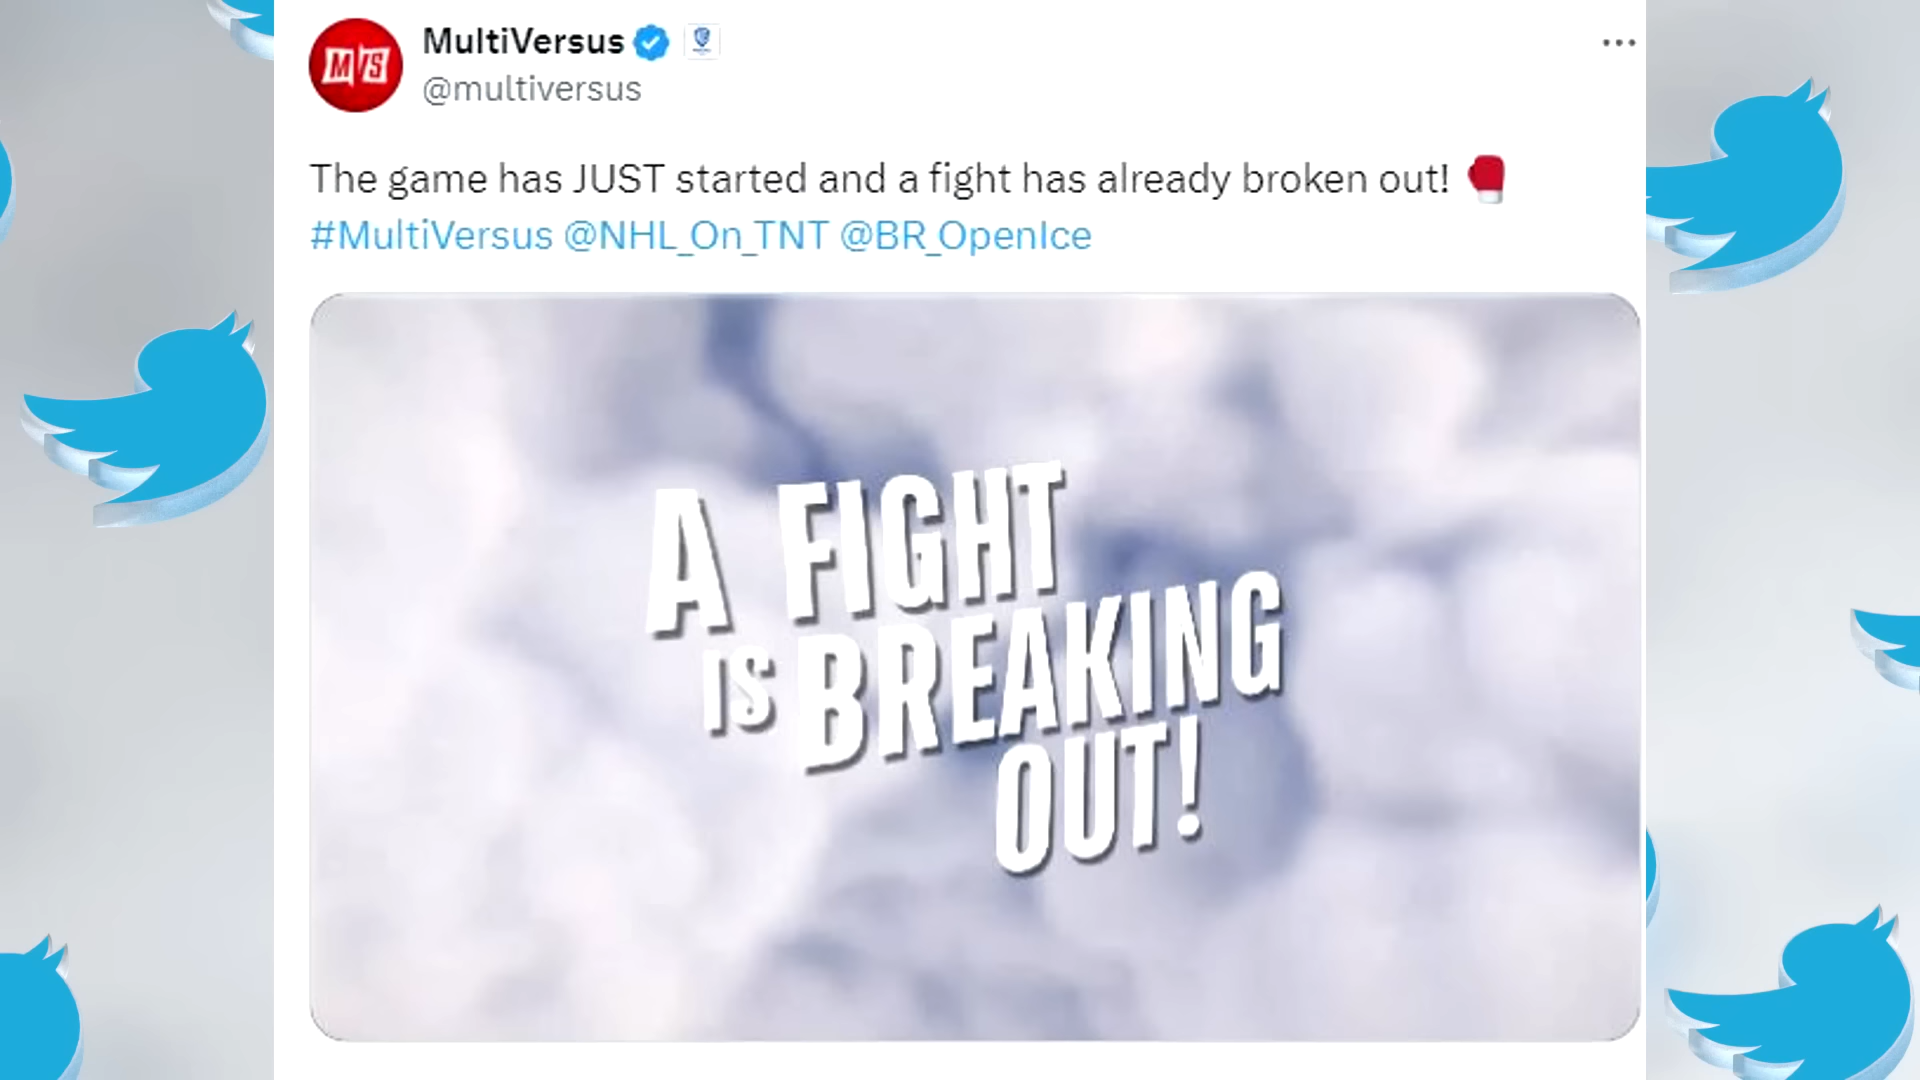 MultiVersus
M/S
@multiversus
The game has JUST started and a fight has already broken out!
#MultiVersus @NHL_On_TNT @BR_OpenIce
A FIGHT
IS BREAKING
OUT!